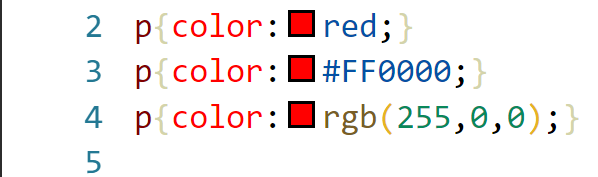 2 p{color:red;}
3 p{color:#FF0000;}
4 p{color:rgb(255,0,0);}
5